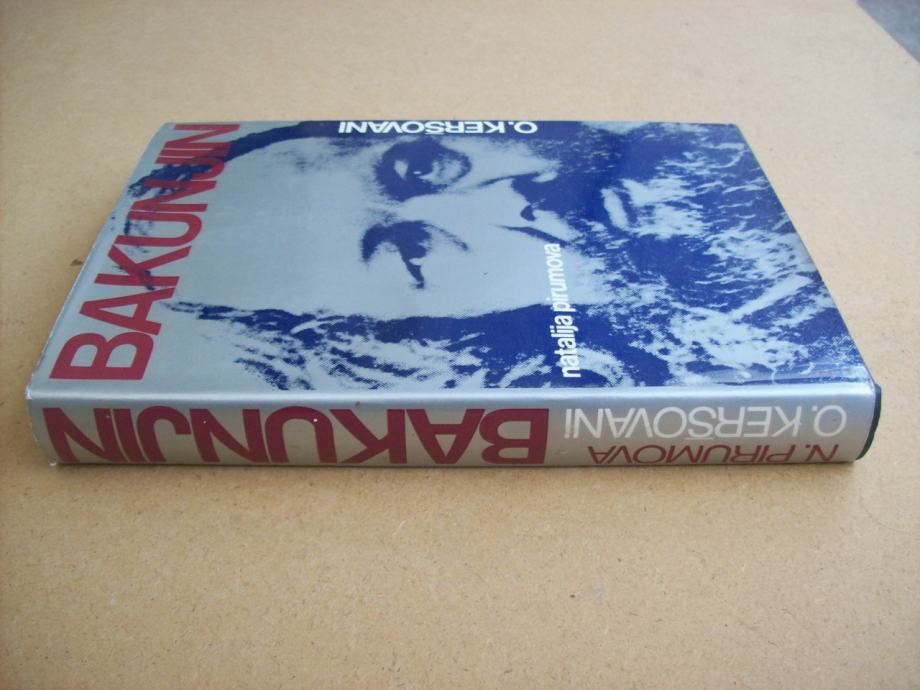 BAKUNJIN
O. KERŠOVANI
natalija pirumova
N. PIRUMOVA
O. KERŠOVANI
BAKUNJIN